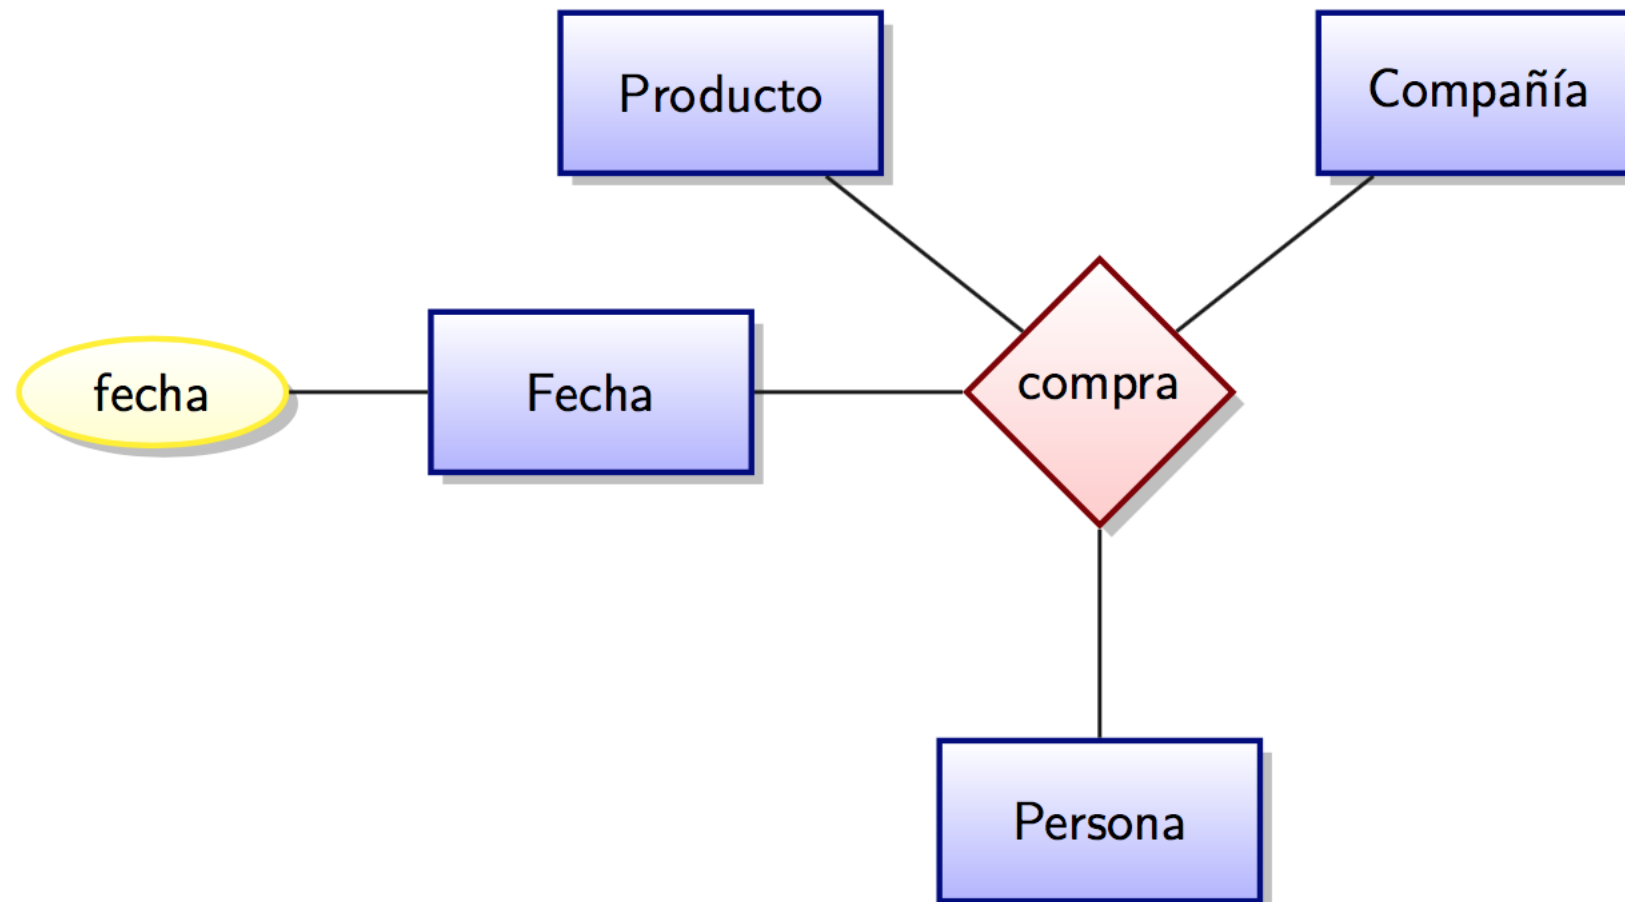 Producto
Compañía
fecha
Fecha
compra
Persona